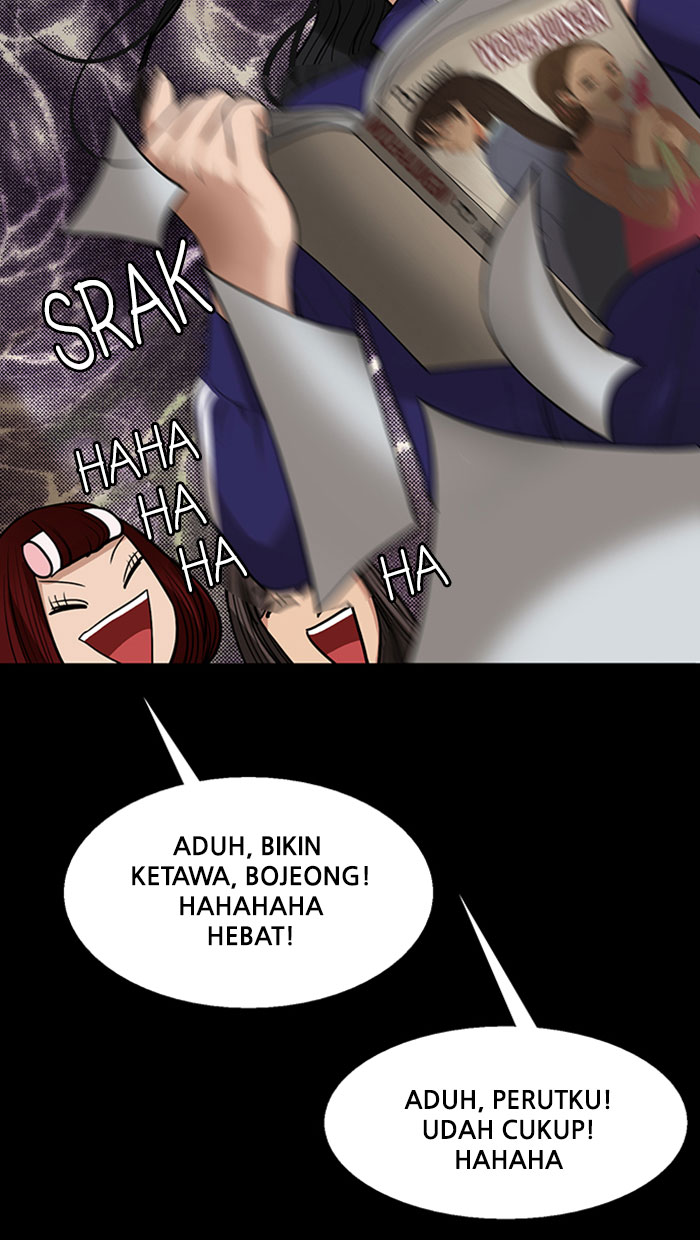 SRAK
HAHA
HA
HA
HA
ADUH, BIKIN
KETAWA, BOJEONG!
HAHAHAHA
HEBAT!
ADUH, PERUTKU!
UDAH CUKUP!
HAHAHA